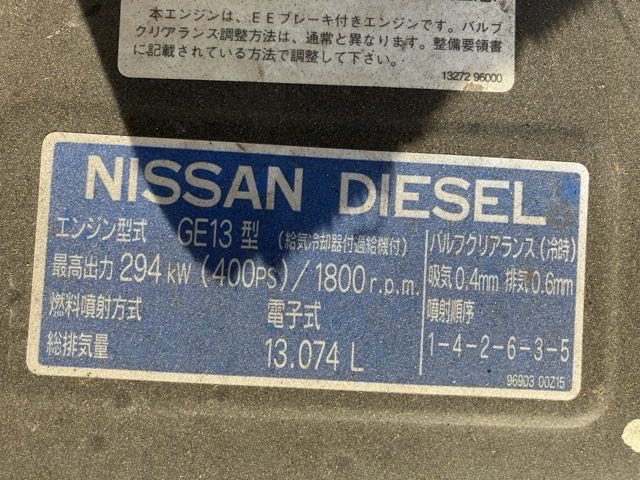 本エンジンは、EEブレーキ付きエンジンです。バルブ
クリアランス調整方法は、通常と異なります。整備要領書
に記載されている方法で調整して下さい。
13272 96000
NISSAN DIESEL
エンジン型式 GE13 型 (給気冷却器付過給機付)
最高出力 294 kW (400PS) / 1800 r.p.m.
燃料噴射方式 電子式
総排気量 13.074 L
バルブクリアランス (冷時)
吸気 0.4mm 排気 0.6mm
噴射順序
1-4-2-6-3-5
96903 00Z15